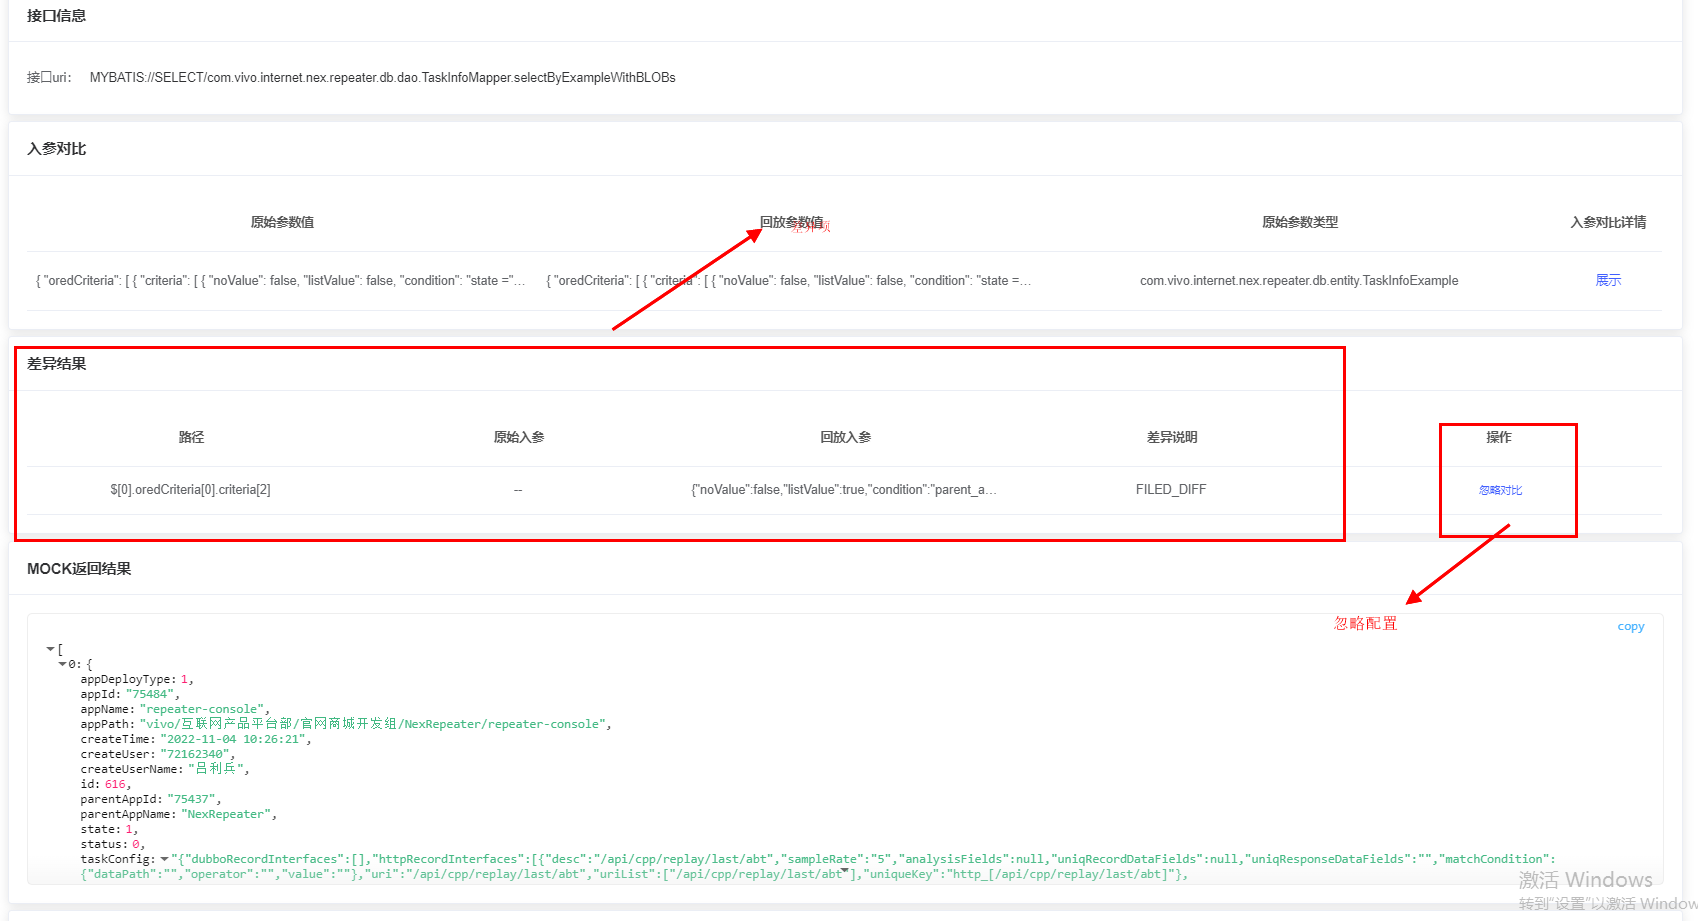 接口信息
接口uri: MYBATIS://SELECT/com.vivo.internet.nex.repeater.db.dao.TaskInfoMapper.selectByExampleWithBLOBs
入参对比
原始参数值 回放参数值 原始参数类型 入参对比详情
差异项
{ "oredCriteria": [ { "criteria": [ { "noValue": false, "listValue": false, "condition": "state ="... { "oredCriteria": [ { "criteria": [ { "noValue": false, "listValue": false, "condition": "state =... com.vivo.internet.nex.repeater.db.entity.TaskInfoExample 展示
差异结果
路径 原始入参 回放入参 差异说明 操作
$[0].oredCriteria[0].criteria[2] -- {"noValue":false,"listValue":true,"condition":"parent_a... FILED_DIFF 忽略对比
MOCK返回结果
忽略配置 copy
[
0: {
appDeployType: 1,
appId: "75484",
appName: "repeater-console",
appPath: "vivo/互联网产品平台部/官网商城开发组/NexRepeater/repeater-console",
createTime: "2022-11-04 10:26:21",
createUser: "72162340",
createUserName: "吕利兵",
id: 616,
parentAppId: "75437",
parentAppName: "NexRepeater",
state: 1,
status: 0,
taskConfig: "{"dubboRecordInterfaces":[],"httpRecordInterfaces":[{"desc":"/api/cpp/replay/last/abt","sampleRate":"5","analysisFields":null,"uniqRecordDataFields":null,"uniqResponseDataFields":"","matchCondition":
{"dataPath":"","operator":"","value":""},"uri":"/api/cpp/replay/last/abt","uriList":["/api/cpp/replay/last/abt"],"uniqueKey":"http_[/api/cpp/replay/last/abt]"},
激活 Windows
转到"设置"以激活 Window